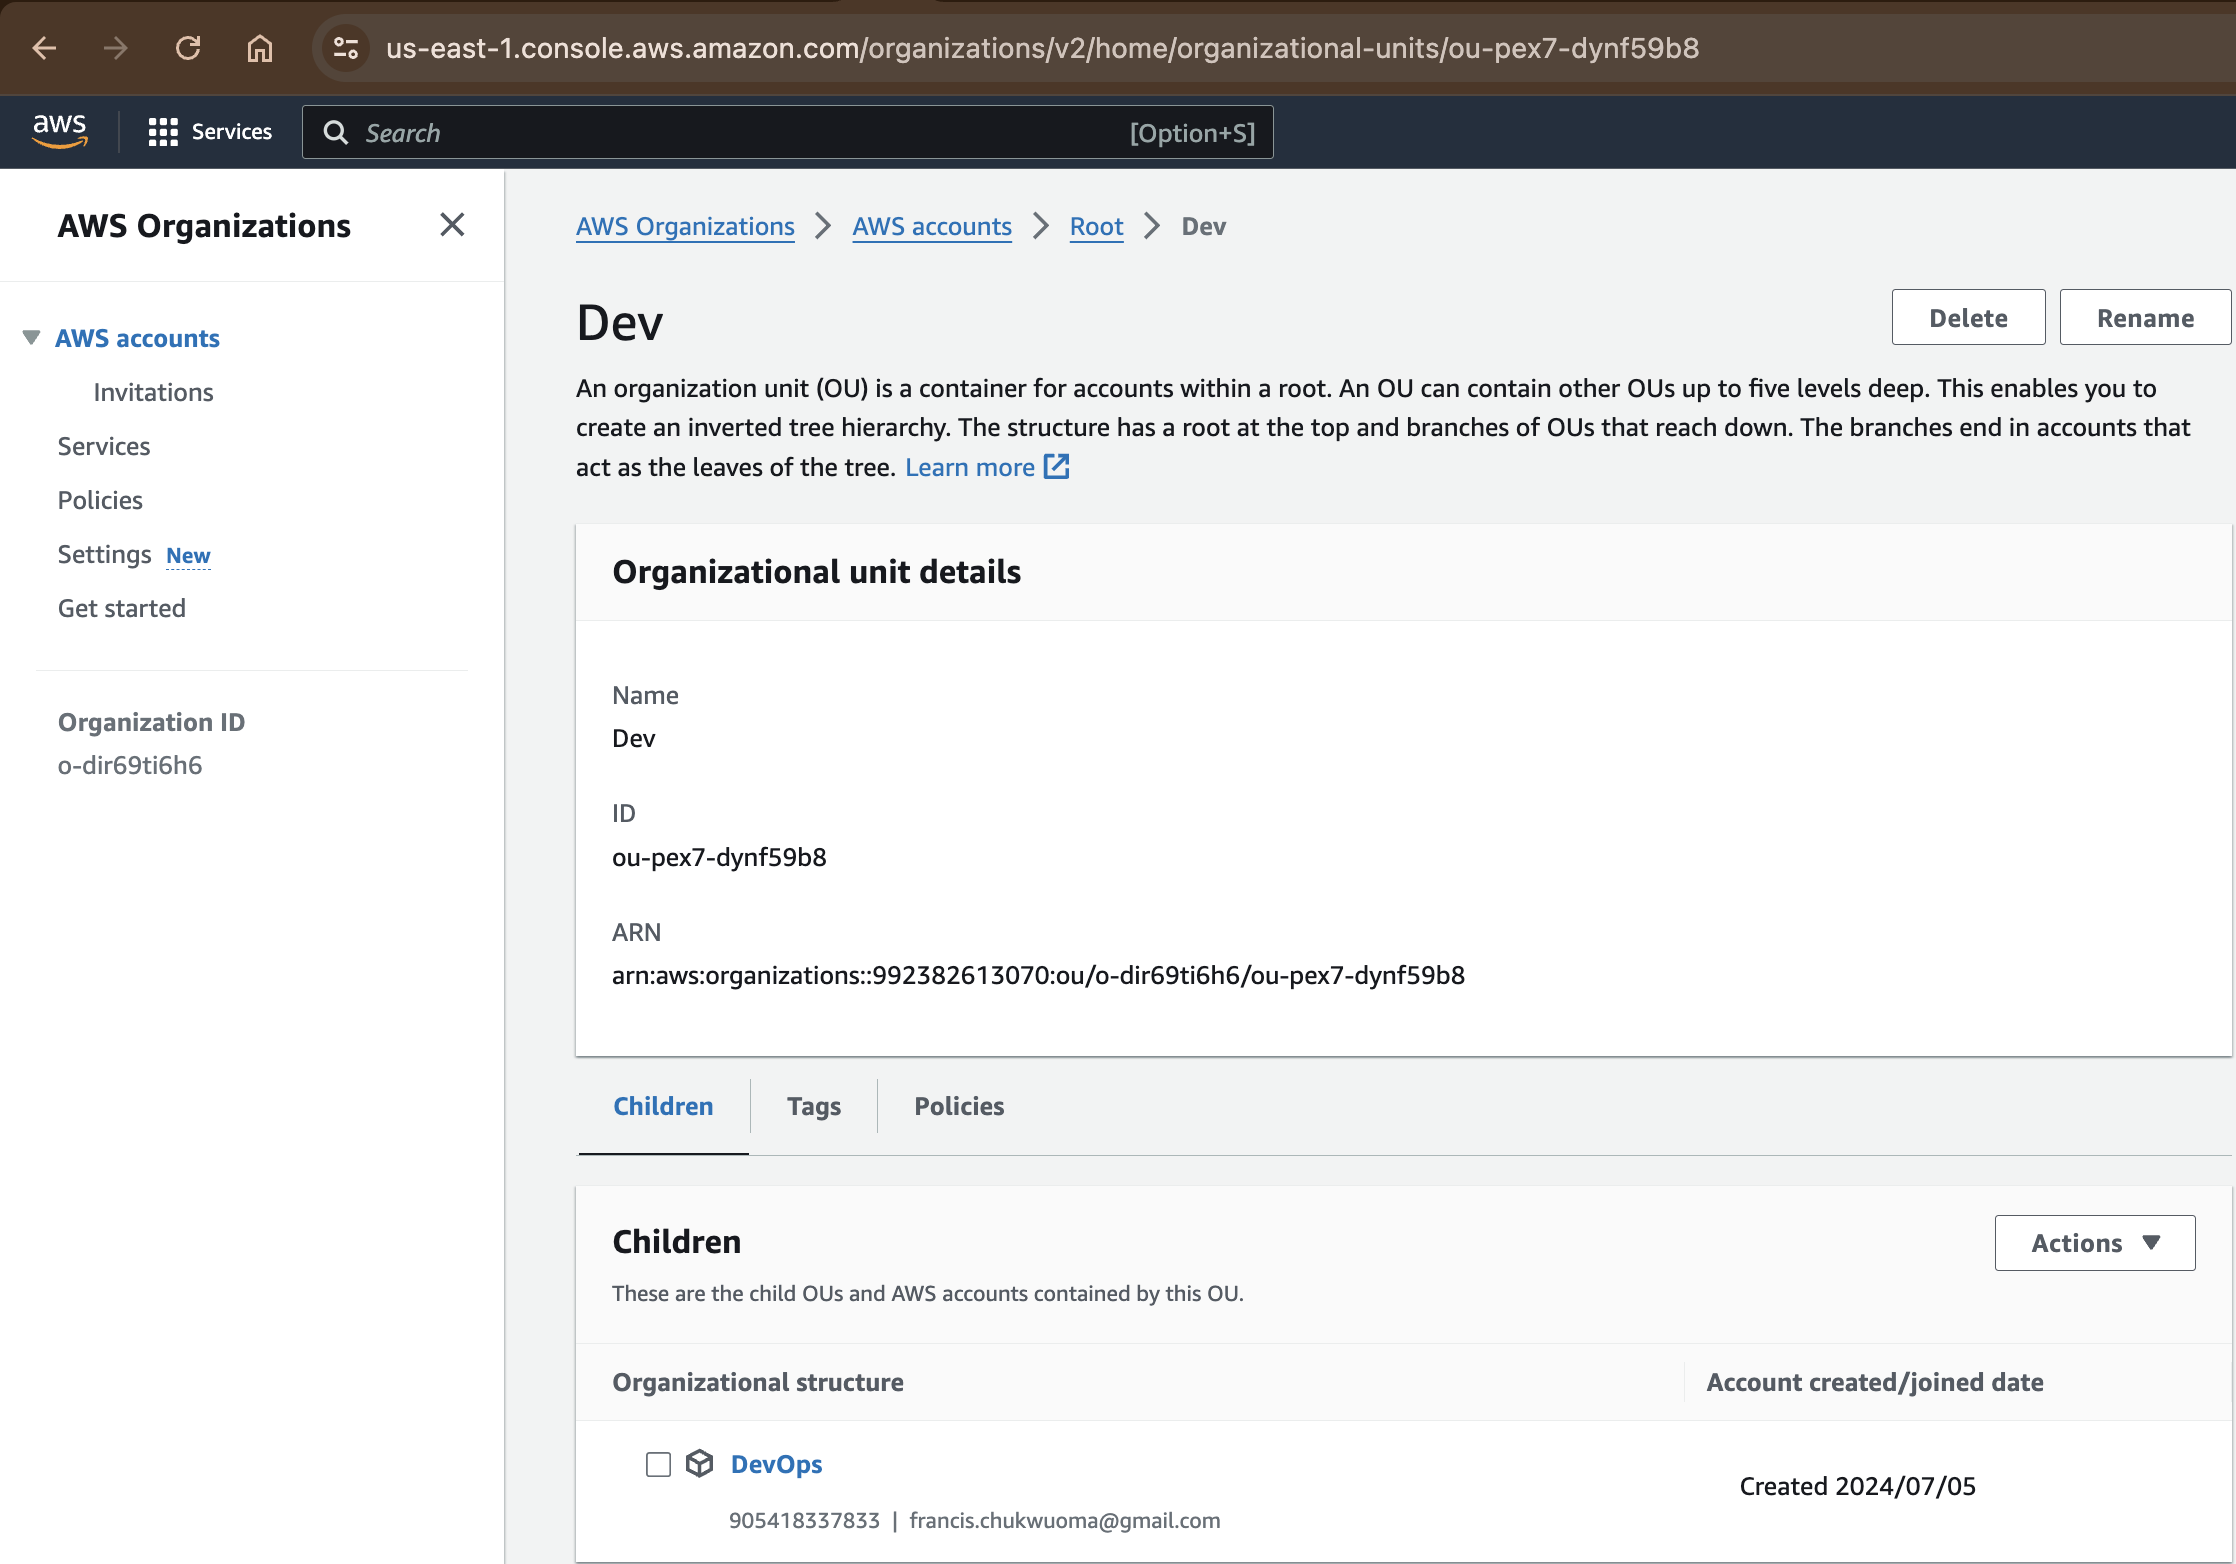 us-east-1.console.aws.amazon.com/organizations/v2/home/organizational-units/ou-pex7-dynf59b8
aws
Services
Search
[Option+S]
AWS Organizations
AWS accounts
Invitations
Services
Policies
Settings New
Get started
Organization ID
o-dir69ti6h6
AWS Organizations > AWS accounts > Root > Dev
Dev
Delete
Rename
An organization unit (OU) is a container for accounts within a root. An OU can contain other OUs up to five levels deep. This enables you to
create an inverted tree hierarchy. The structure has a root at the top and branches of OUs that reach down. The branches end in accounts that
act as the leaves of the tree. Learn more
Organizational unit details
Name
Dev
ID
ou-pex7-dynf59b8
ARN
arn:aws:organizations::992382613070:ou/o-dir69ti6h6/ou-pex7-dynf59b8
Children
Tags
Policies
Children
Actions
These are the child OUs and AWS accounts contained by this OU.
Organizational structure
Account created/joined date
DevOps
Created 2024/07/05
905418337833 | francis.chukwuoma@gmail.com